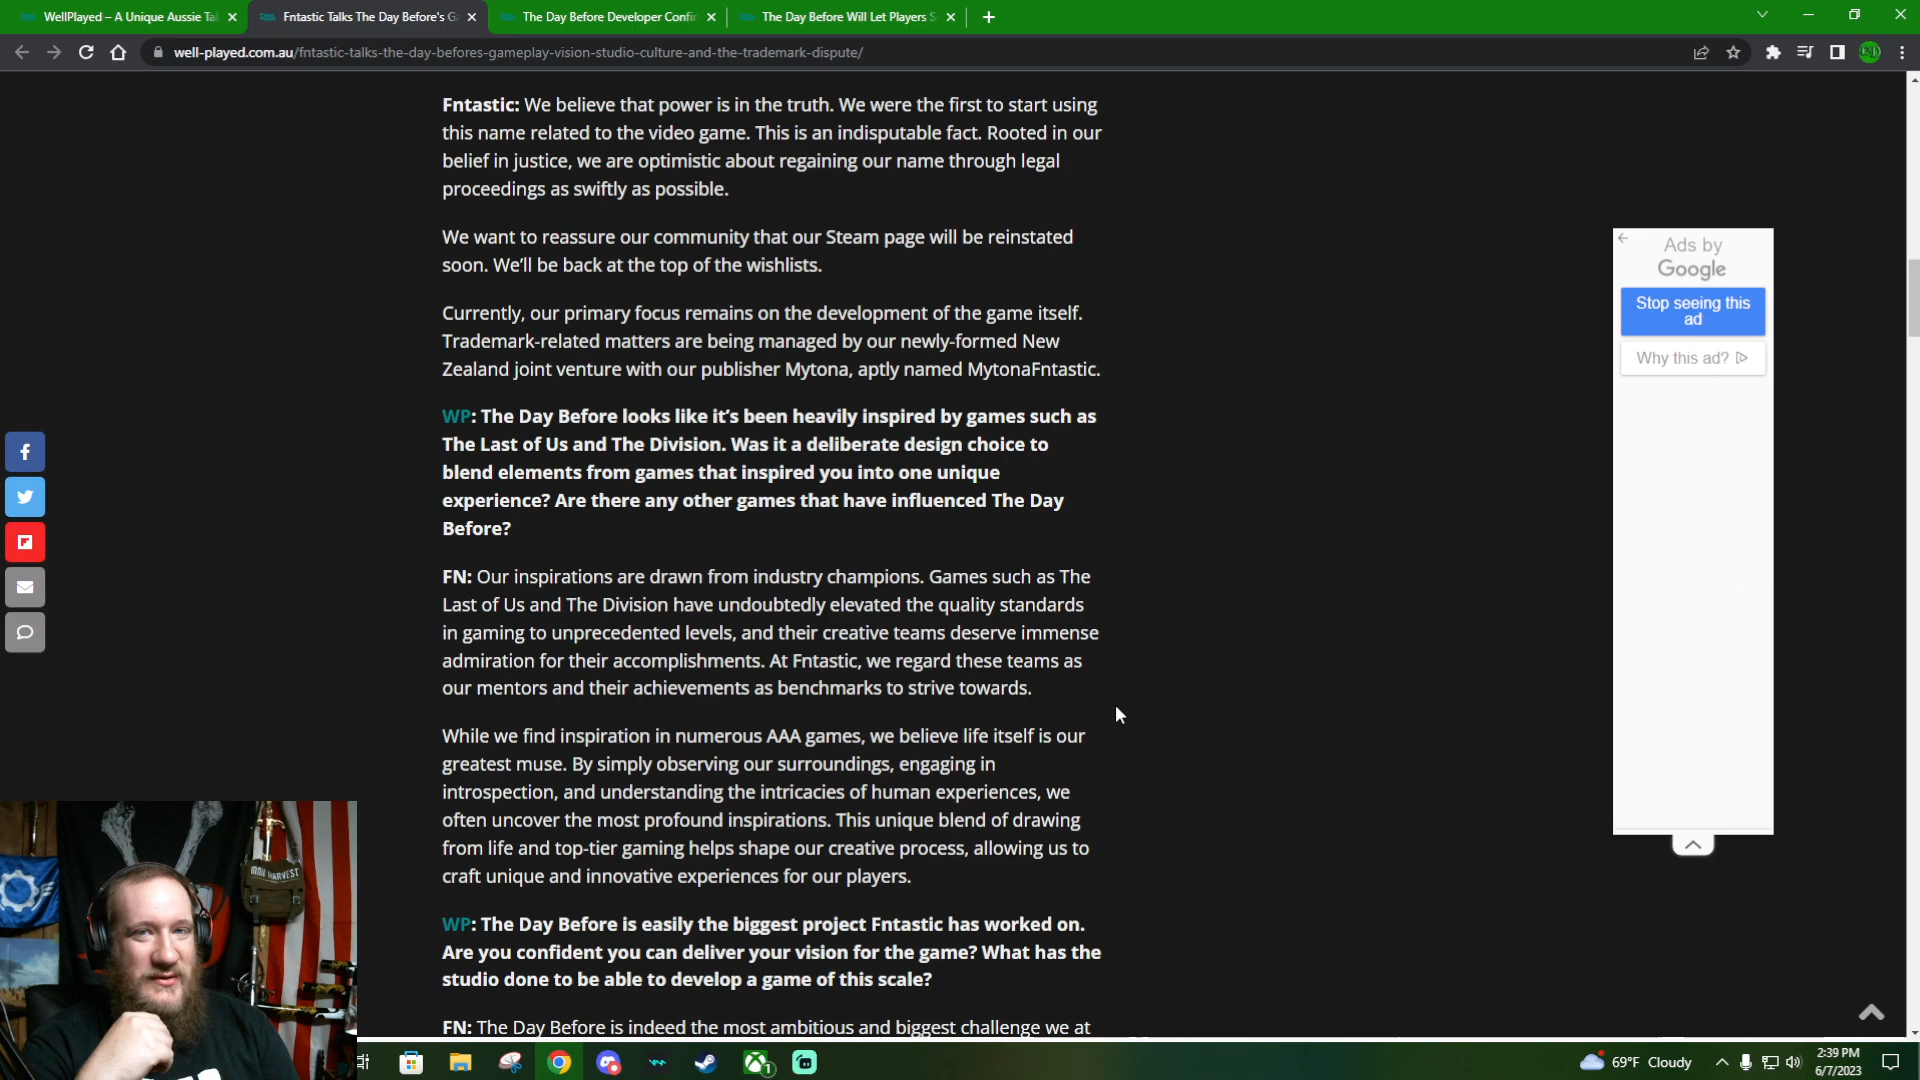 WellPlayed – A Unique Aussie Ta
Fntastic Talks The Day Before's G
The Day Before Developer Confir
The Day Before Will Let Players S
well-played.com.au/fntastic-talks-the-day-befores-gameplay-vision-studio-culture-and-the-trademark-dispute/
Fntastic: We believe that power is in the truth. We were the first to start using
this name related to the video game. This is an indisputable fact. Rooted in our
belief in justice, we are optimistic about regaining our name through legal
proceedings as swiftly as possible.
We want to reassure our community that our Steam page will be reinstated
soon. We’ll be back at the top of the wishlists.
Currently, our primary focus remains on the development of the game itself.
Trademark-related matters are being managed by our newly-formed New
Zealand joint venture with our publisher Mytona, aptly named MytonaFntastic.
WP: The Day Before looks like it’s been heavily inspired by games such as
The Last of Us and The Division. Was it a deliberate design choice to
blend elements from games that inspired you into one unique
experience? Are there any other games that have influenced The Day
Before?
FN: Our inspirations are drawn from industry champions. Games such as The
Last of Us and The Division have undoubtedly elevated the quality standards
in gaming to unprecedented levels, and their creative teams deserve immense
admiration for their accomplishments. At Fntastic, we regard these teams as
our mentors and their achievements as benchmarks to strive towards.
While we find inspiration in numerous AAA games, we believe life itself is our
greatest muse. By simply observing our surroundings, engaging in
introspection, and understanding the intricacies of human experiences, we
often uncover the most profound inspirations. This unique blend of drawing
from life and top-tier gaming helps shape our creative process, allowing us to
craft unique and innovative experiences for our players.
WP: The Day Before is easily the biggest project Fntastic has worked on.
Are you confident you can deliver your vision for the game? What has the
studio done to be able to develop a game of this scale?
FN: The Day Before is indeed the most ambitious and biggest challenge we at
Ads by
Google
Stop seeing this
ad
Why this ad?
IRON HARVEST
1
69°F Cloudy
2:39 PM
6/7/2023